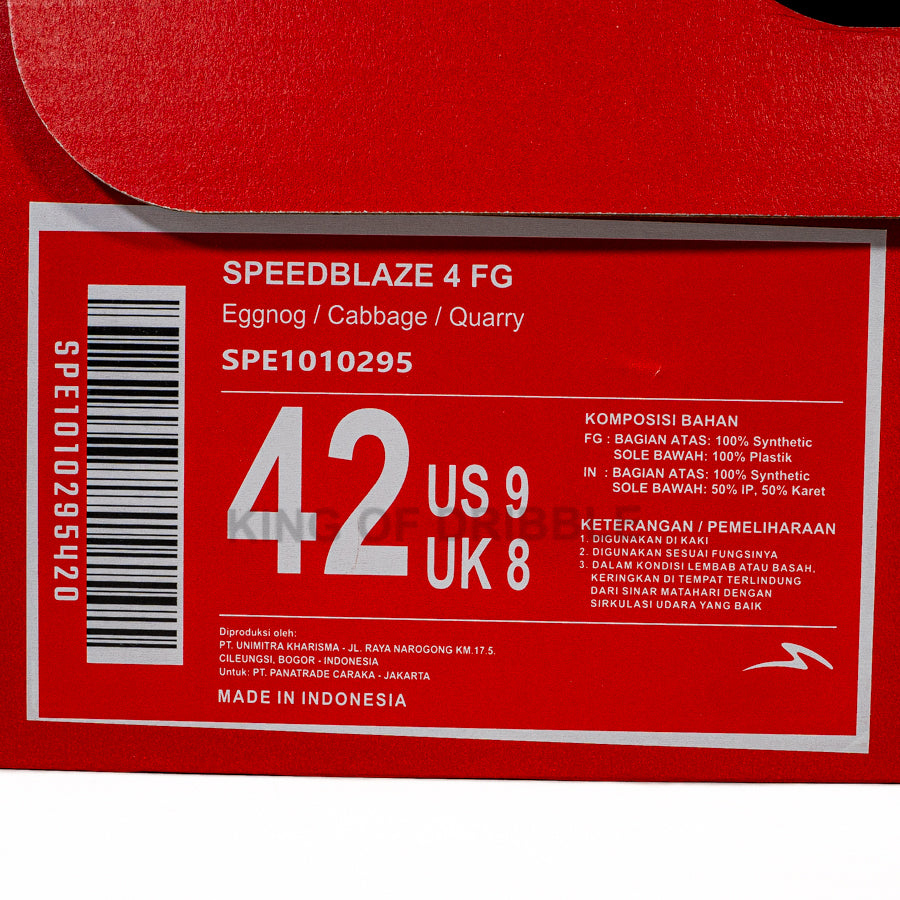 SPEEDBLAZE 4 FG
Eggnog / Cabbage / Quarry
SPE1010295
SPE1010295420
42
US 9
UK 8
KING OF DRIBBLE
KOMPOSISI BAHAN
FG : BAGIAN ATAS: 100% Synthetic
SOLE BAWAH: 100% Plastik
IN : BAGIAN ATAS: 100% Synthetic
SOLE BAWAH: 50% IP, 50% Karet
KETERANGAN / PEMELIHARAAN
1. DIGUNAKAN DI KAKI
2. DIGUNAKAN SESUAI FUNGSINYA
3. DALAM KONDISI LEMBAB ATAU BASAH,
KERINGKAN DI TEMPAT TERLINDUNG
DARI SINAR MATAHARI DENGAN
SIRKULASI UDARA YANG BAIK
Diproduksi oleh:
PT. UNIMITRA KHARISMA - JL. RAYA NAROGONG KM.17.5.
CILEUNGSI, BOGOR - INDONESIA
Untuk: PT. PANATRADE CARAKA - JAKARTA
MADE IN INDONESIA